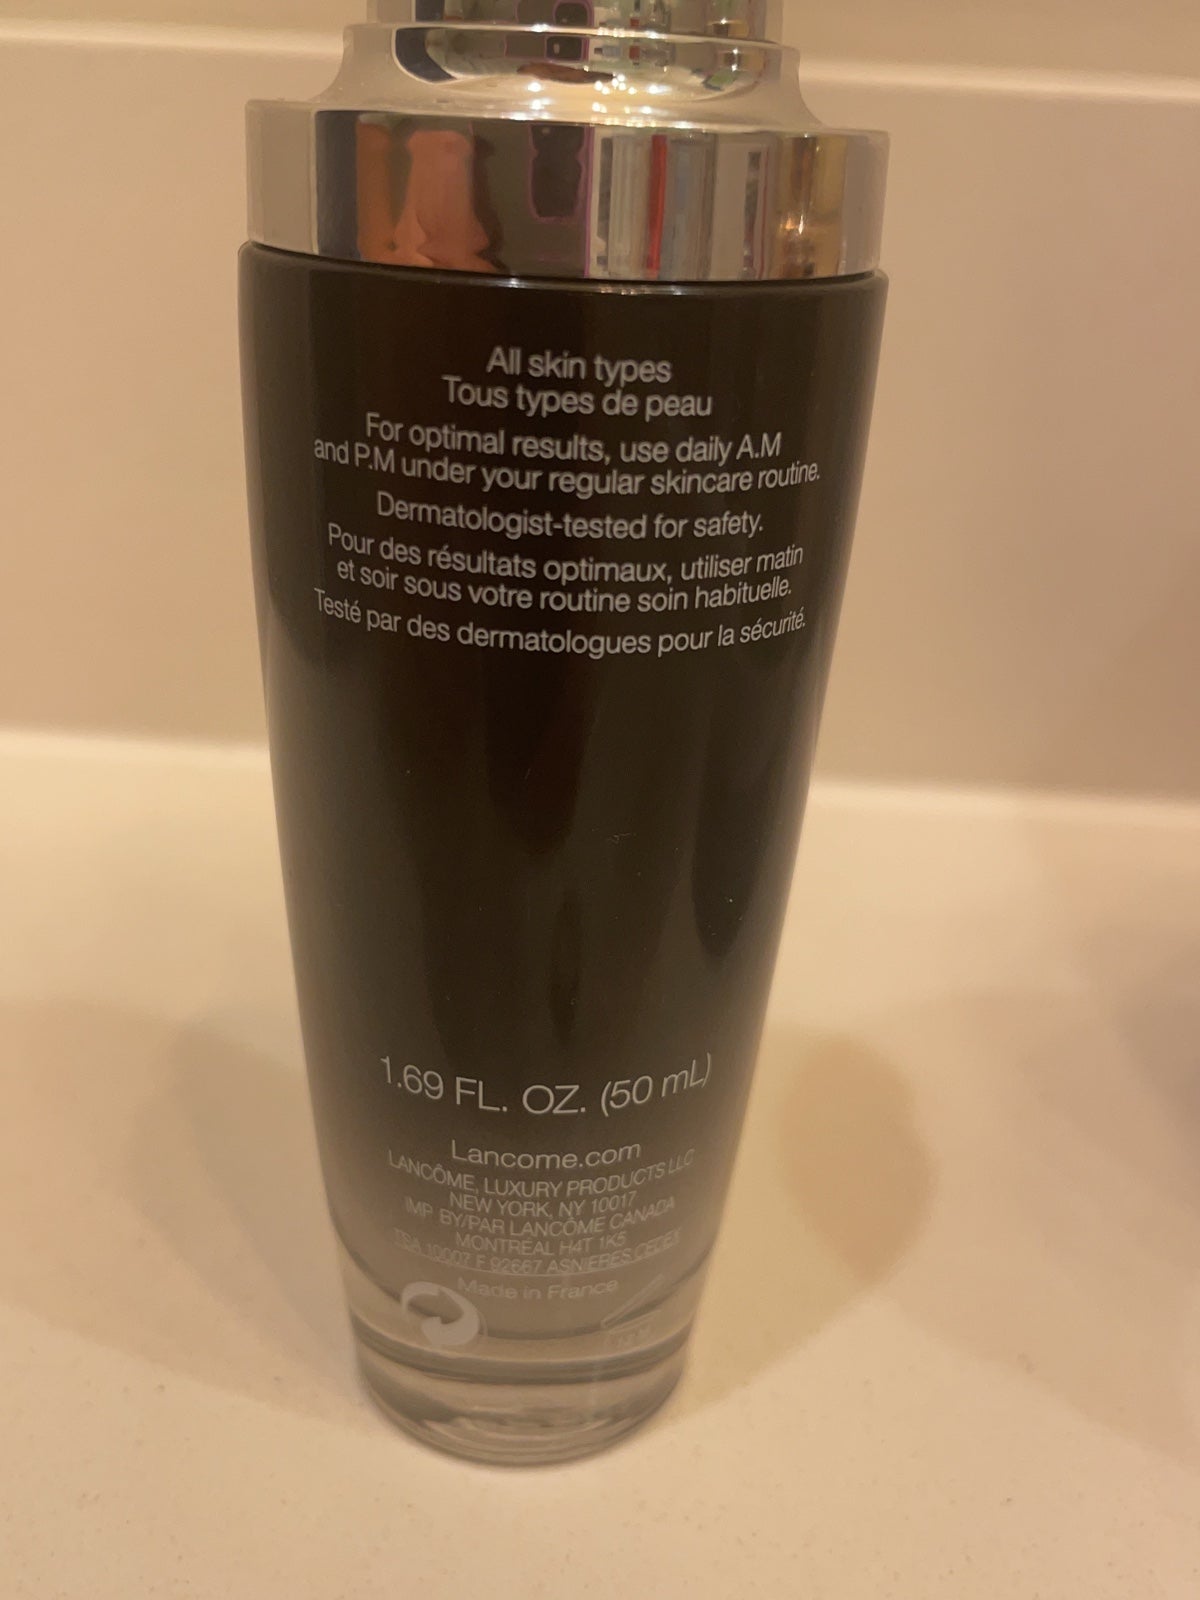 All skin types
Tous types de peau
For optimal results, use daily A.M
and P.M under your regular skincare routine.
Dermatologist-tested for safety.
Pour des résultats optimaux, utiliser matin
et soir sous votre routine soin habituelle.
Testé par des dermatologues pour la sécurité.
1.69 FL. OZ. (50 mL)
Lancome.com
LANCÔME, LUXURY PRODUCTS LLC
NEW YORK, NY 10017
IMP. BY/PAR LANCÔME CANADA
MONTRÉAL H4T 1K5
TSA 10007 F 92667 ASNIERES CEDEX
Made in France